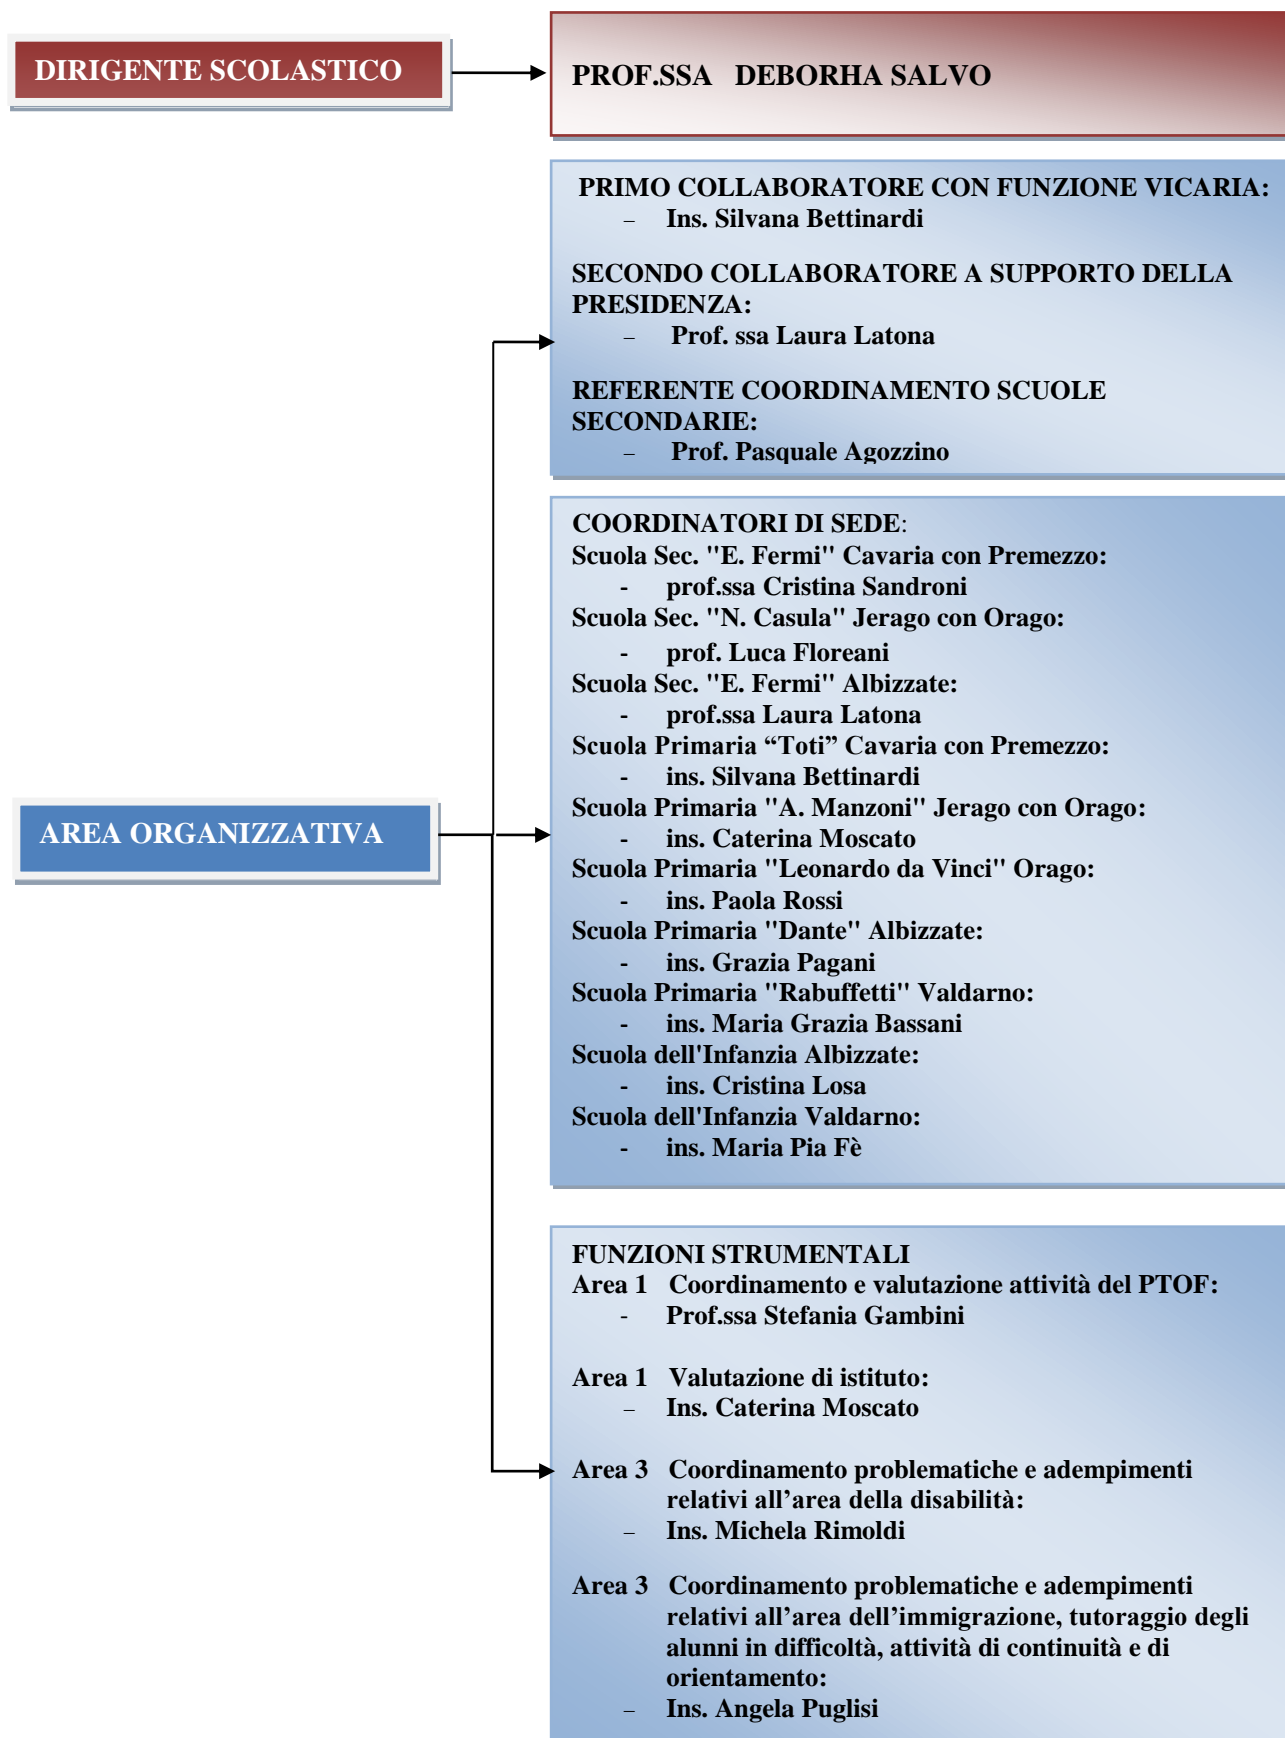 DIRIGENTE SCOLASTICO
PROF.SSA DEBORHA SALVO
PRIMO COLLABORATORE CON FUNZIONE VICARIA:
– Ins. Silvana Bettinardi
SECONDO COLLABORATORE A SUPPORTO DELLA
PRESIDENZA:
– Prof. ssa Laura Latona
REFERENTE COORDINAMENTO SCUOLE
SECONDARIE:
– Prof. Pasquale Agozzino
AREA ORGANIZZATIVA
COORDINATORI DI SEDE:
Scuola Sec. "E. Fermi" Cavaria con Premezzo:
- prof.ssa Cristina Sandroni
Scuola Sec. "N. Casula" Jerago con Orago:
- prof. Luca Floreani
Scuola Sec. "E. Fermi" Albizzate:
- prof.ssa Laura Latona
Scuola Primaria “Toti” Cavaria con Premezzo:
- ins. Silvana Bettinardi
Scuola Primaria "A. Manzoni" Jerago con Orago:
- ins. Caterina Moscato
Scuola Primaria "Leonardo da Vinci" Orago:
- ins. Paola Rossi
Scuola Primaria "Dante" Albizzate:
- ins. Grazia Pagani
Scuola Primaria "Rabuffetti" Valdarno:
- ins. Maria Grazia Bassani
Scuola dell'Infanzia Albizzate:
- ins. Cristina Losa
Scuola dell'Infanzia Valdarno:
- ins. Maria Pia Fè
FUNZIONI STRUMENTALI
Area 1 Coordinamento e valutazione attività del PTOF:
- Prof.ssa Stefania Gambini
Area 1 Valutazione di istituto:
– Ins. Caterina Moscato
Area 3 Coordinamento problematiche e adempimenti
relativi all’area della disabilità:
– Ins. Michela Rimoldi
Area 3 Coordinamento problematiche e adempimenti
relativi all’area dell’immigrazione, tutoraggio degli
alunni in difficoltà, attività di continuità e di
orientamento:
– Ins. Angela Puglisi